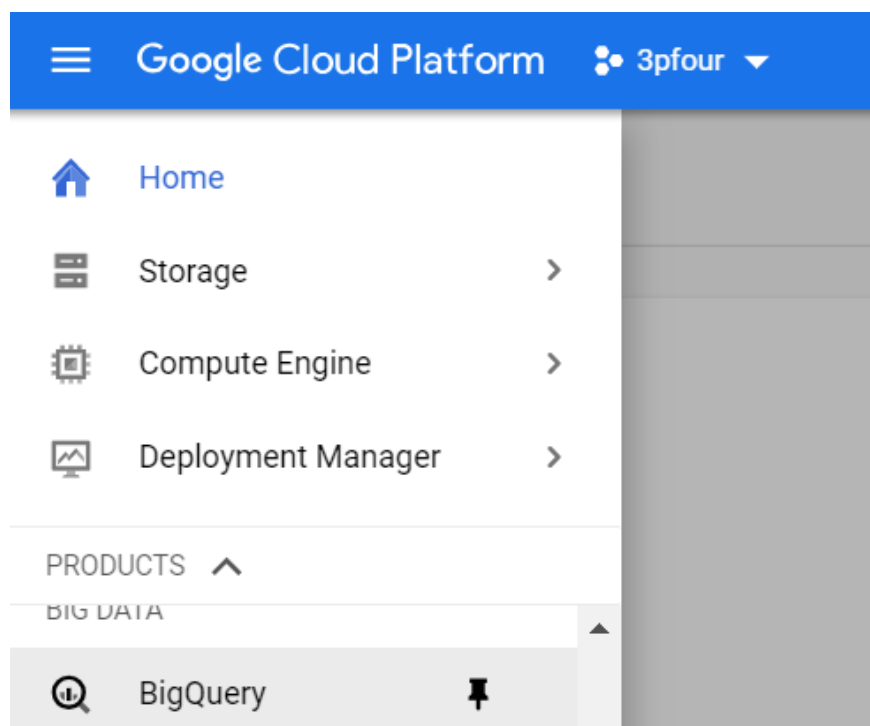 Google Cloud Platform 3pfour
Home
Storage
Compute Engine
Deployment Manager
PRODUCTS
BIG DATA
BigQuery